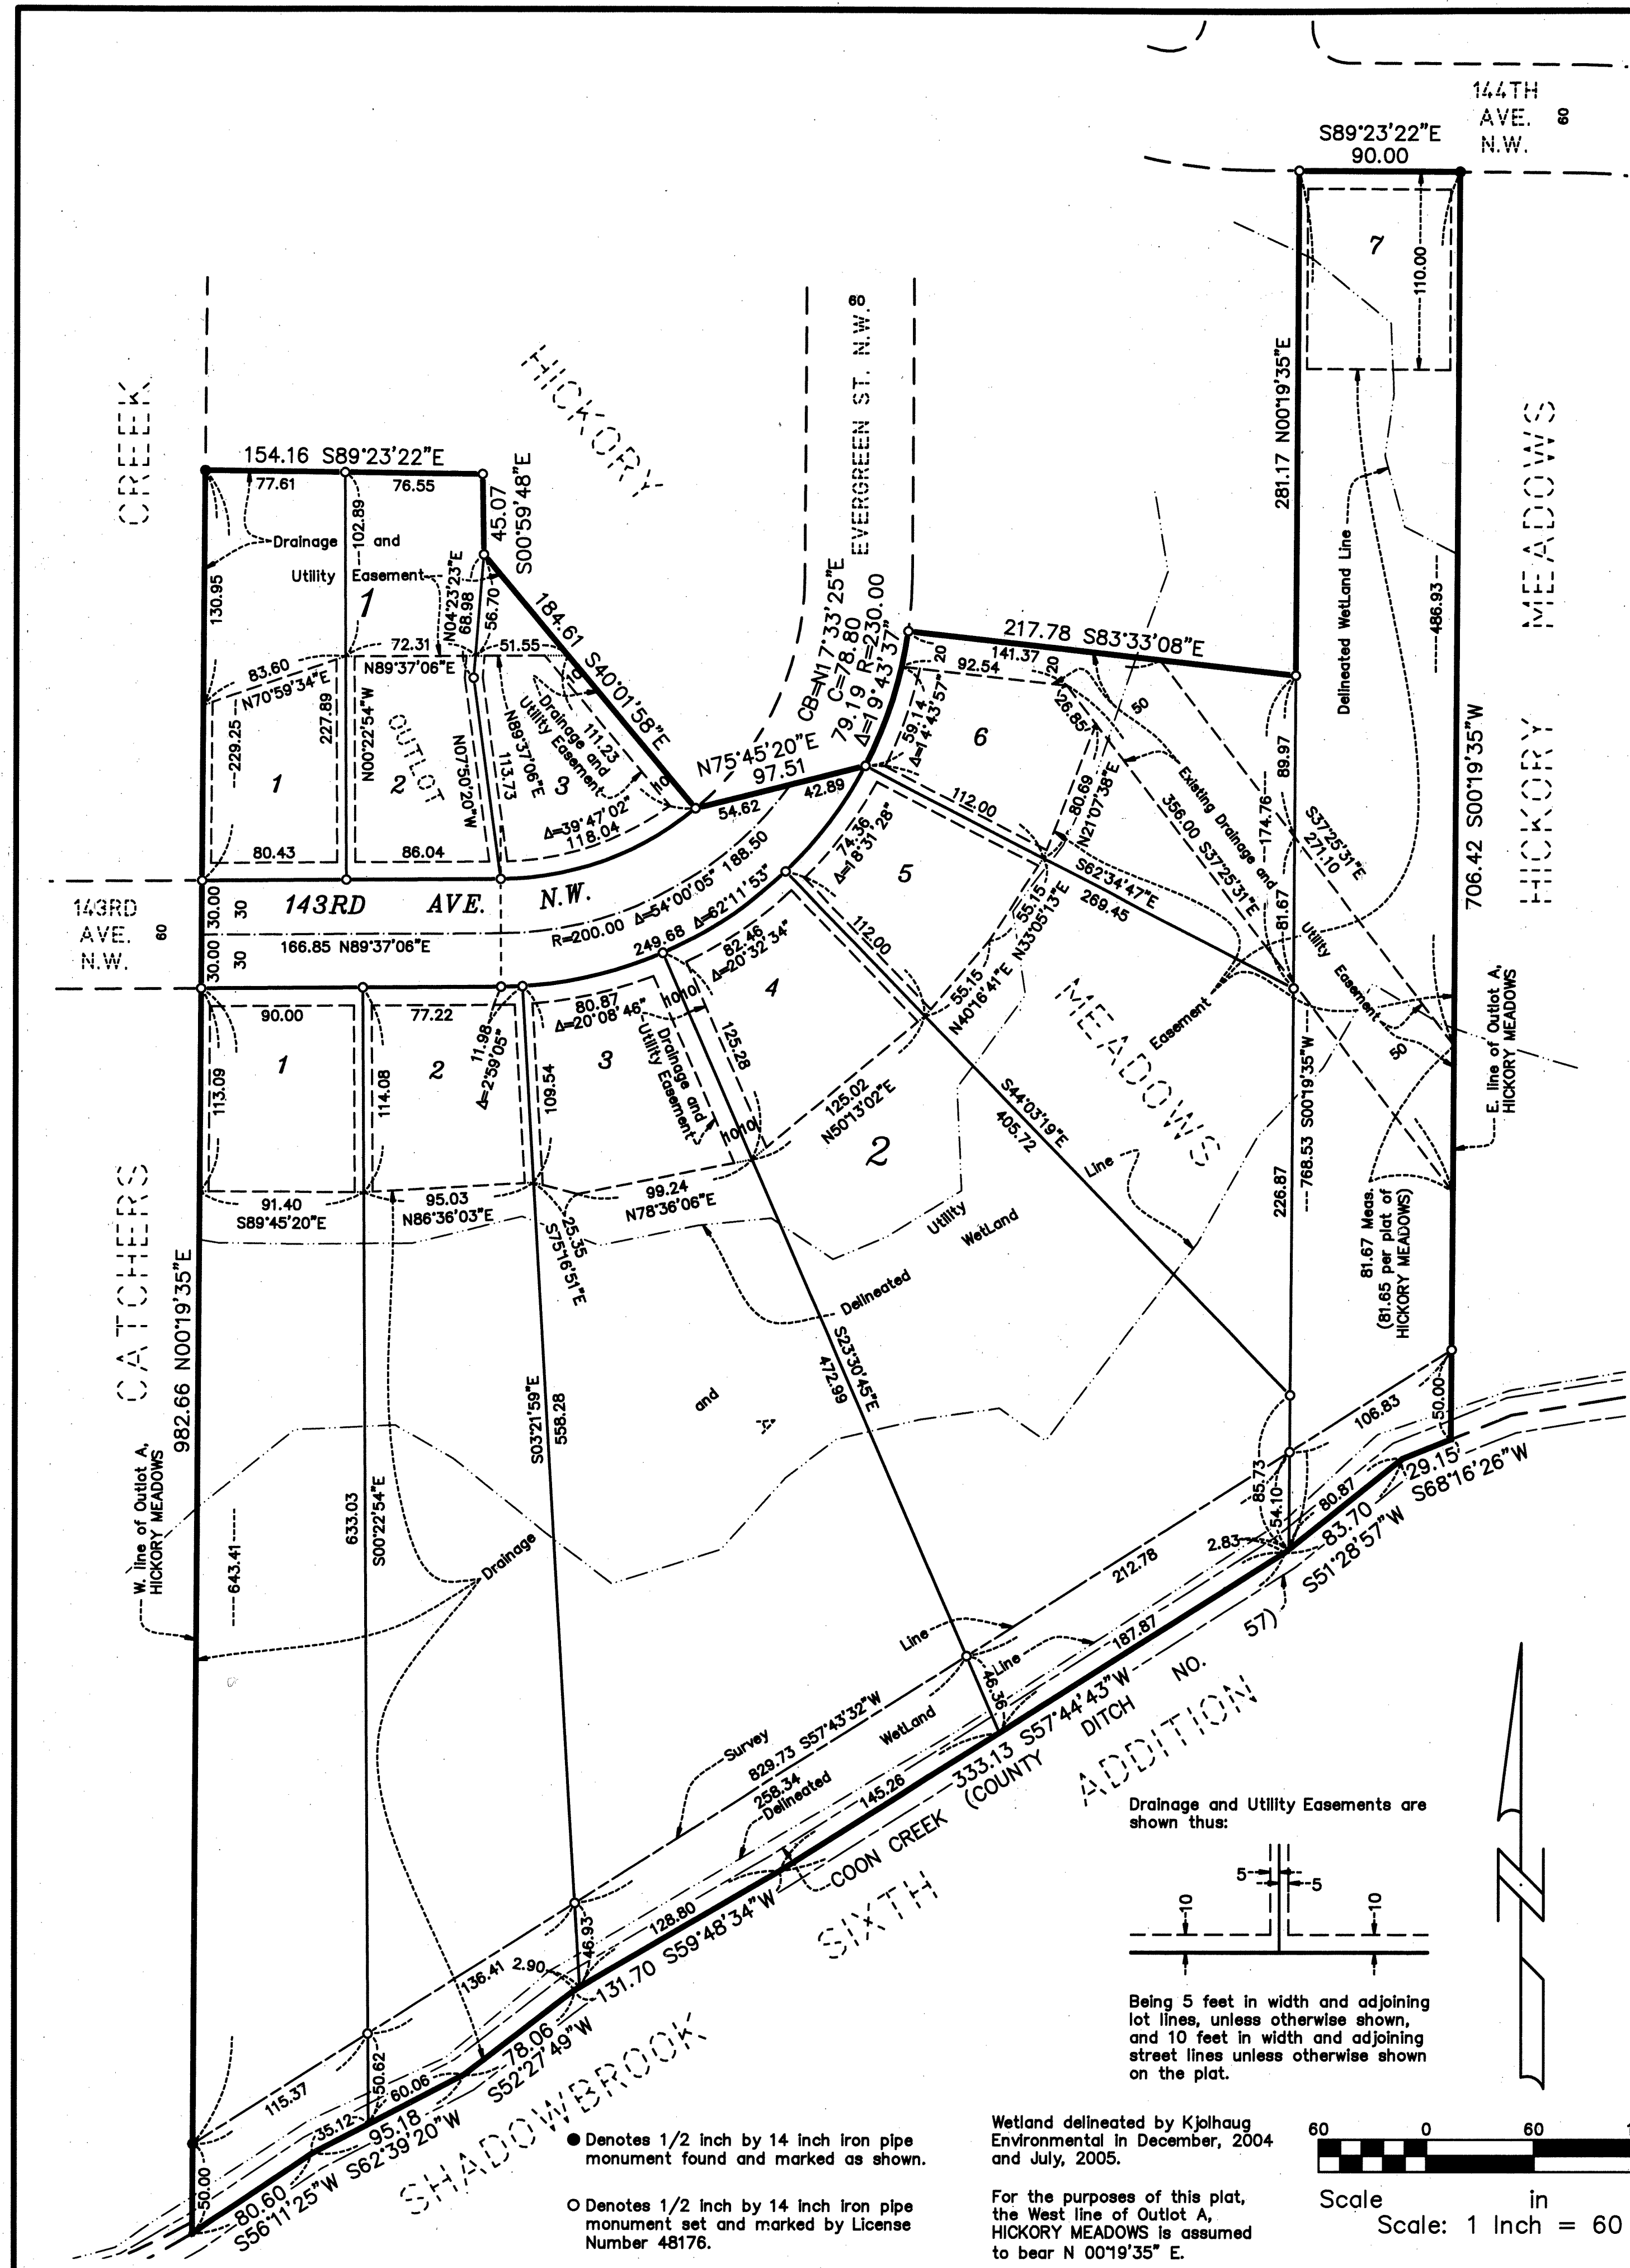 144TH
AVE.
N.W.
60
S89°23'22"E
90.00
7
110.00
281.17 N00°19'35"E
Delineated WetLand Line
486.93
706.42 S00°19'35"W
HICKORY MEADOWS
CREEK
HICKORY
EVERGREEN ST. N.W.
60
154.16 S89°23'22"E
77.61
76.55
45.07
S00°59'48"E
102.89
Drainage and
Utility Easement
1
130.95
N04°23'23"E
68.98
56.70
184.61 S40°01'58"E
72.31
N89°37'06"E
51.55
83.60
N70°59'34"E
229.25
227.89
N00°22'54"W
OUTLOT
N07°50'20"W
N89°37'06"E
113.73
Drainage and
Utility Easement
111.23
10
10
1
2
3
Δ=39°47'02"
118.04
80.43
86.04
N75°45'20"E
97.51
54.62
42.89
CB=N17°33'25"E
C=78.80
79.19 R=230.00
Δ=19°43'37"
59.14
Δ=14°43'57"
217.78 S83°33'08"E
141.37
92.54
20
20
26.85
50
6
80.69
N21°07'38"E
Existing Drainage and
Utility Easement
356.00 S37°25'31"E
89.97
174.76
81.67
S37°25'31"E
271.10
50
112.00
S62°34'47"E
269.45
74.36
Δ=18°31'28"
5
55.15
N33°05'13"E
143RD
AVE.
N.W.
60
30.00
30
30.00
30
143RD AVE. N.W.
166.85 N89°37'06"E
R=200.00 Δ=54°00'05" 188.50
249.68 Δ=62°11'53"
82.46
Δ=20°32'34"
112.00
4
55.15
N40°16'41"E
MEADOWS
Easement
E. line of Outlot A,
HICKORY MEADOWS
90.00
77.22
11.98
Δ=2°59'05"
80.87
Δ=20°08'46"
1010
Drainage and
Utility Easement
1010
125.28
1
2
3
113.09
114.08
109.54
125.02
N50°13'02"E
2
S44°03'19"E
405.72
Line
768.53 S00°19'35"W
226.87
81.67 Meas.
(81.65 per plat of
HICKORY MEADOWS)
91.40
S89°45'20"E
95.03
N86°36'03"E
25.35
S75°16'51"E
99.24
N78°36'06"E
Utility
WetLand
Delineated
CATCHERS
982.66 N00°19'35"E
W. line of Outlot A,
HICKORY MEADOWS
643.41
633.03
S00°22'54"E
S03°21'59"E
558.28
S23°30'45"E
472.99
and
"A"
Drainage
106.83
50.00
29.15
S68°16'26"W
85.73
54.10
80.87
83.70
S51°28'57"W
2.83
212.78
187.87
57)
Line
Line
46.36
333.13 S57°44'43"W
NO.
DITCH
(COUNTY
COON CREEK
ADDITION
SIXTH
SHADOWBROOK
Survey
829.73 S57°43'32"W
258.34
Delineated
WetLand
145.26
128.80
131.70 S59°48'34"W
46.93
2.90
136.41
78.06
S52°27'49"W
50.62
60.06
115.37
35.12
95.18
S62°39'20"W
50.00
80.60
S56°11'25"W
Drainage and Utility Easements are
shown thus:
5
5
10
10
Being 5 feet in width and adjoining
lot lines, unless otherwise shown,
and 10 feet in width and adjoining
street lines unless otherwise shown
on the plat.
Denotes 1/2 inch by 14 inch iron pipe
monument found and marked as shown.
Denotes 1/2 inch by 14 inch iron pipe
monument set and marked by License
Number 48176.
Wetland delineated by Kjolhaug
Environmental in December, 2004
and July, 2005.
For the purposes of this plat,
the West line of Outlot A,
HICKORY MEADOWS is assumed
to bear N 00°19'35" E.
60 0 60
Scale in
Scale: 1 Inch = 60